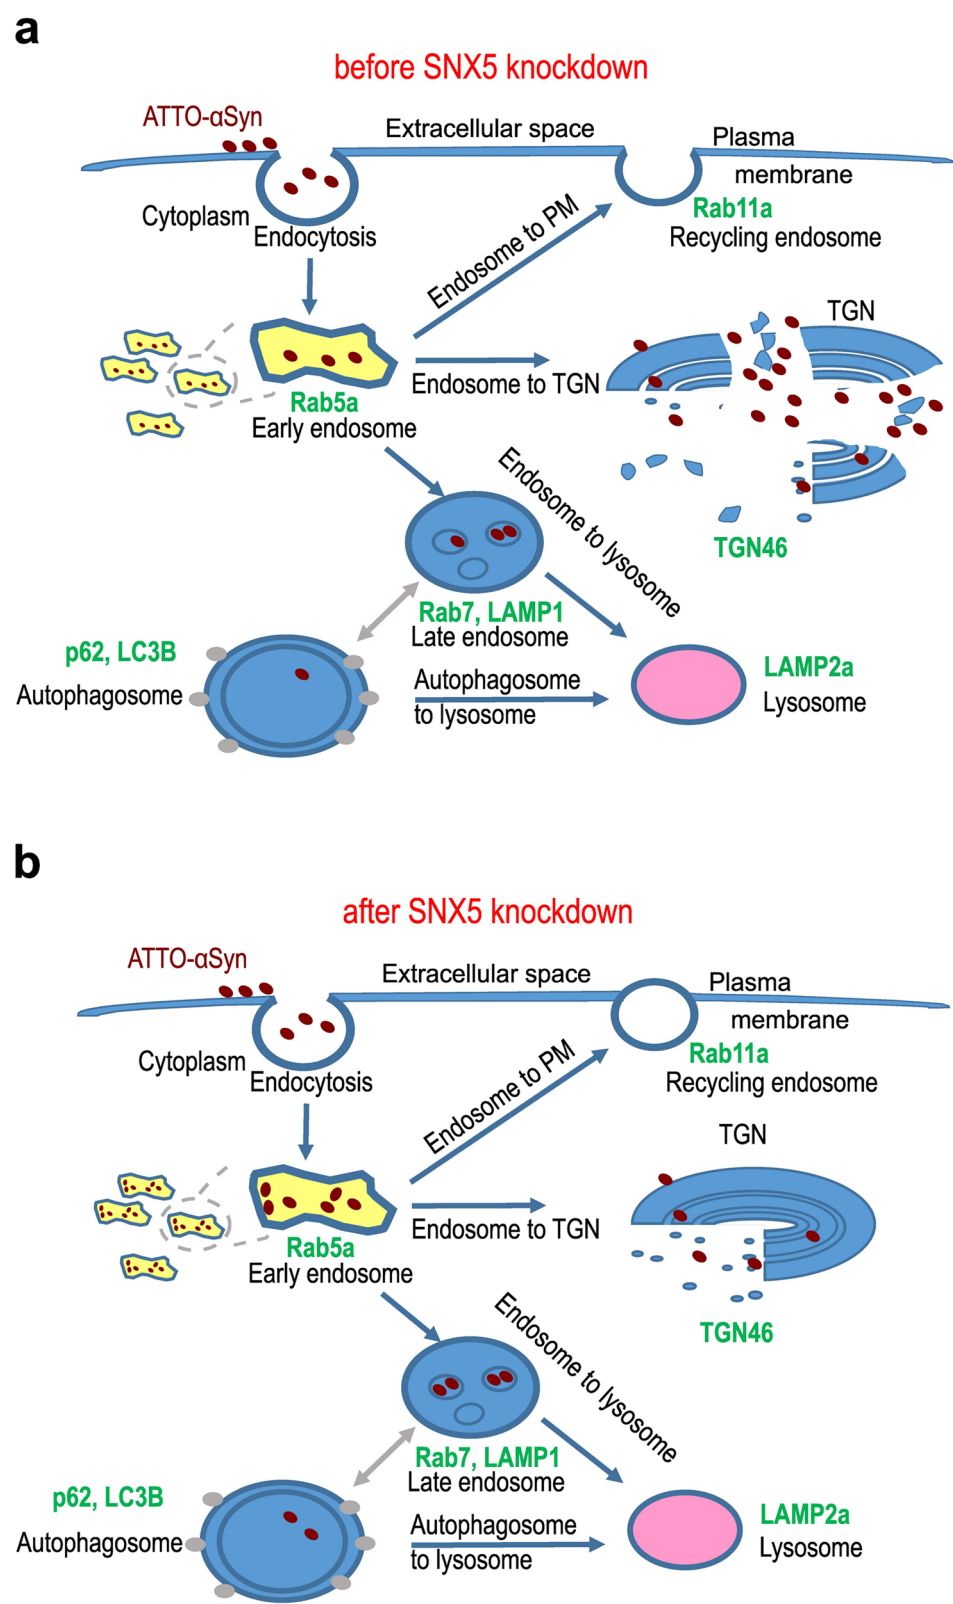 a
before SNX5 knockdown
ATTO-αSyn
Extracellular space
Plasma
membrane
Cytoplasm
Endocytosis
Rab11a
Recycling endosome
Endosome to PM
TGN
Endosome to TGN
Rab5a
Early endosome
Endosome to lysosome
TGN46
Rab7, LAMP1
Late endosome
p62, LC3B
Autophagosome
Autophagosome
to lysosome
LAMP2a
Lysosome
b
after SNX5 knockdown
ATTO-αSyn
Extracellular space
Plasma
membrane
Cytoplasm
Endocytosis
Rab11a
Recycling endosome
Endosome to PM
TGN
Endosome to TGN
Rab5a
Early endosome
Endosome to lysosome
TGN46
Rab7, LAMP1
Late endosome
p62, LC3B
Autophagosome
Autophagosome
to lysosome
LAMP2a
Lysosome